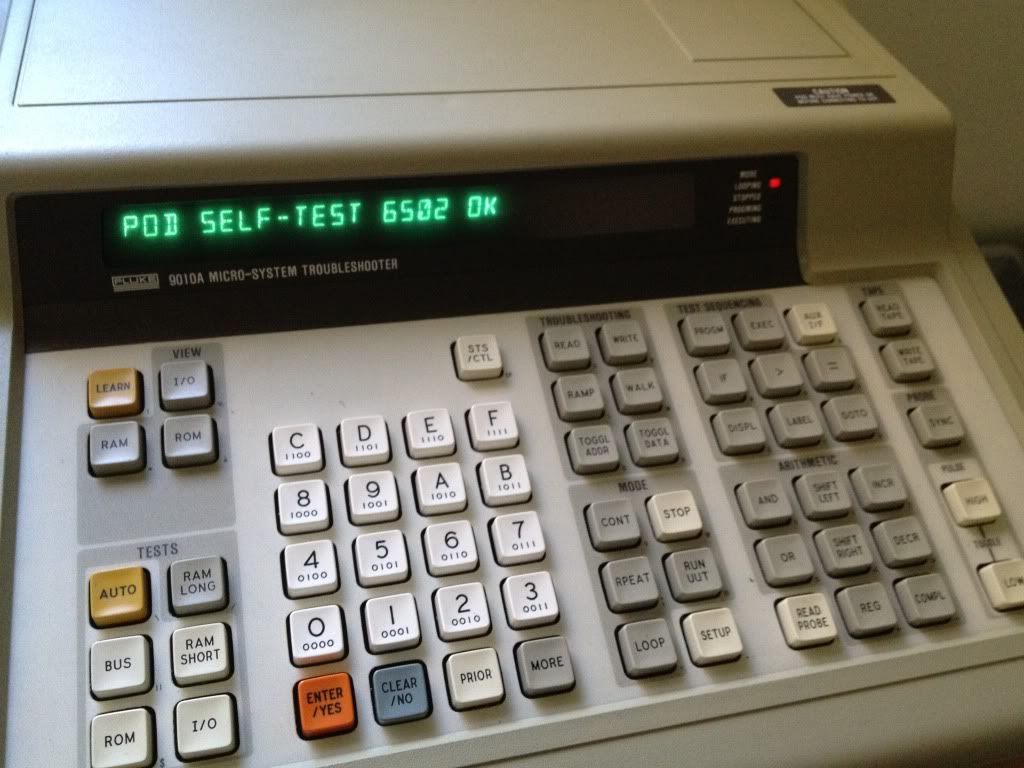 CAUTION
POD SELF-TEST 6502 OK
MORE
LOOPING
STOPPED
PROGMING
EXECUTING
FLUKE 9010A MICRO-SYSTEM TROUBLESHOOTER
VIEW
LEARN
I/O
RAM
ROM
TESTS
AUTO
RAM LONG
BUS
RAM SHORT
ROM
I/O
STS /CTL
C 1100
D 1101
E 1110
F 1111
8 1000
9 1001
A 1010
B 1011
4 0100
5 0101
6 0110
7 0111
0 0000
1 0001
2 0010
3 0011
ENTER /YES
CLEAR /NO
PRIOR
MORE
TROUBLESHOOTING
READ
WRITE
RAMP
WALK
TOGGL ADDR
TOGGL DATA
MODE
CONT
STOP
RPEAT
RUN UUT
LOOP
SETUP
TEST SEQUENCING
PROGM
EXEC
AUX I/F
IF
>
=
DISPL
LABEL
GOTO
ARITHMETIC
AND
SHIFT LEFT
INCR
OR
SHIFT RIGHT
DECR
READ PROBE
REG
COMPL
TAPE
READ TAPE
WRITE TAPE
PROBE
SYNC
PULSE
HIGH
TOGGLE
LOW